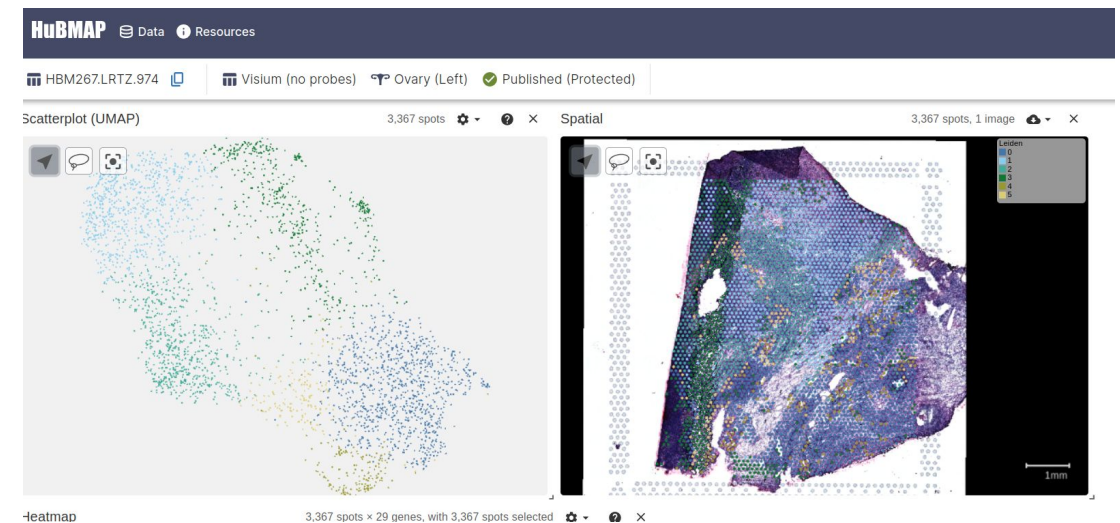 HuBMAP Data Resources
HBM267.LRTZ.974 Visium (no probes) Ovary (Left) Published (Protected)
Scatterplot (UMAP) 3,367 spots
Spatial 3,367 spots, 1 image
Leiden
0
1
2
3
4
5
1mm
Heatmap 3,367 spots × 29 genes, with 3,367 spots selected